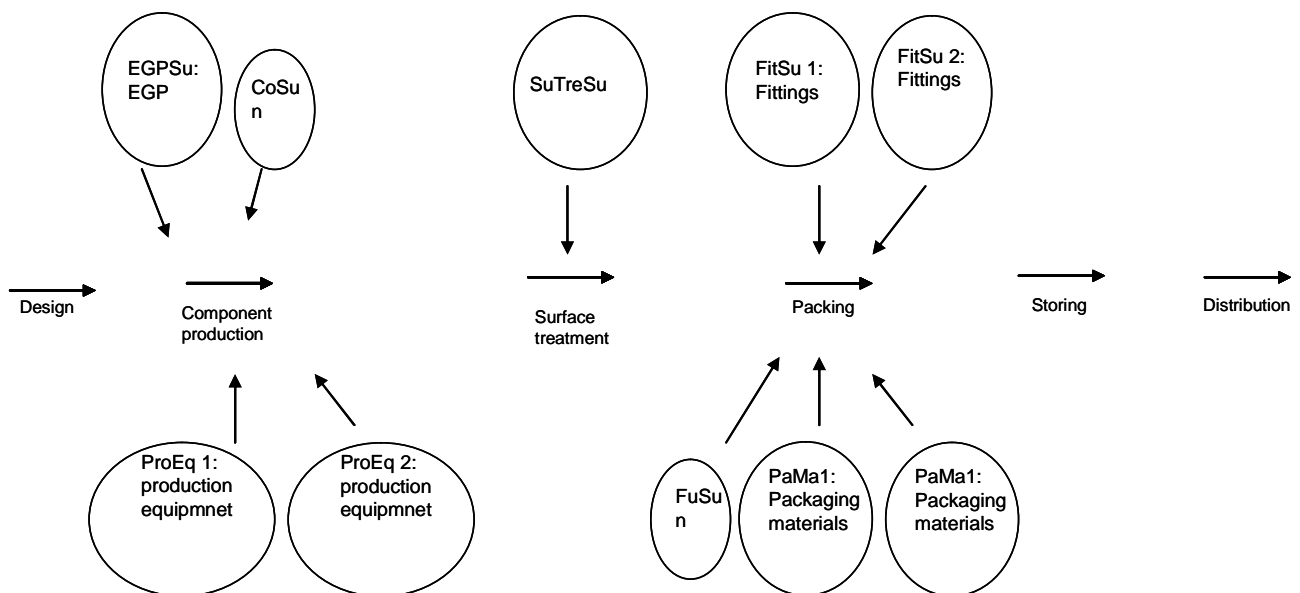 EGPSu:
EGP
CoSu
n
SuTreSu
FitSu 1:
Fittings
FitSu 2:
Fittings
Design
Component
production
Surface
treatment
Packing
Storing
Distribution
ProEq 1:
production
equipmnet
ProEq 2:
production
equipmnet
FuSu
n
PaMa1:
Packaging
materials
PaMa1:
Packaging
materials